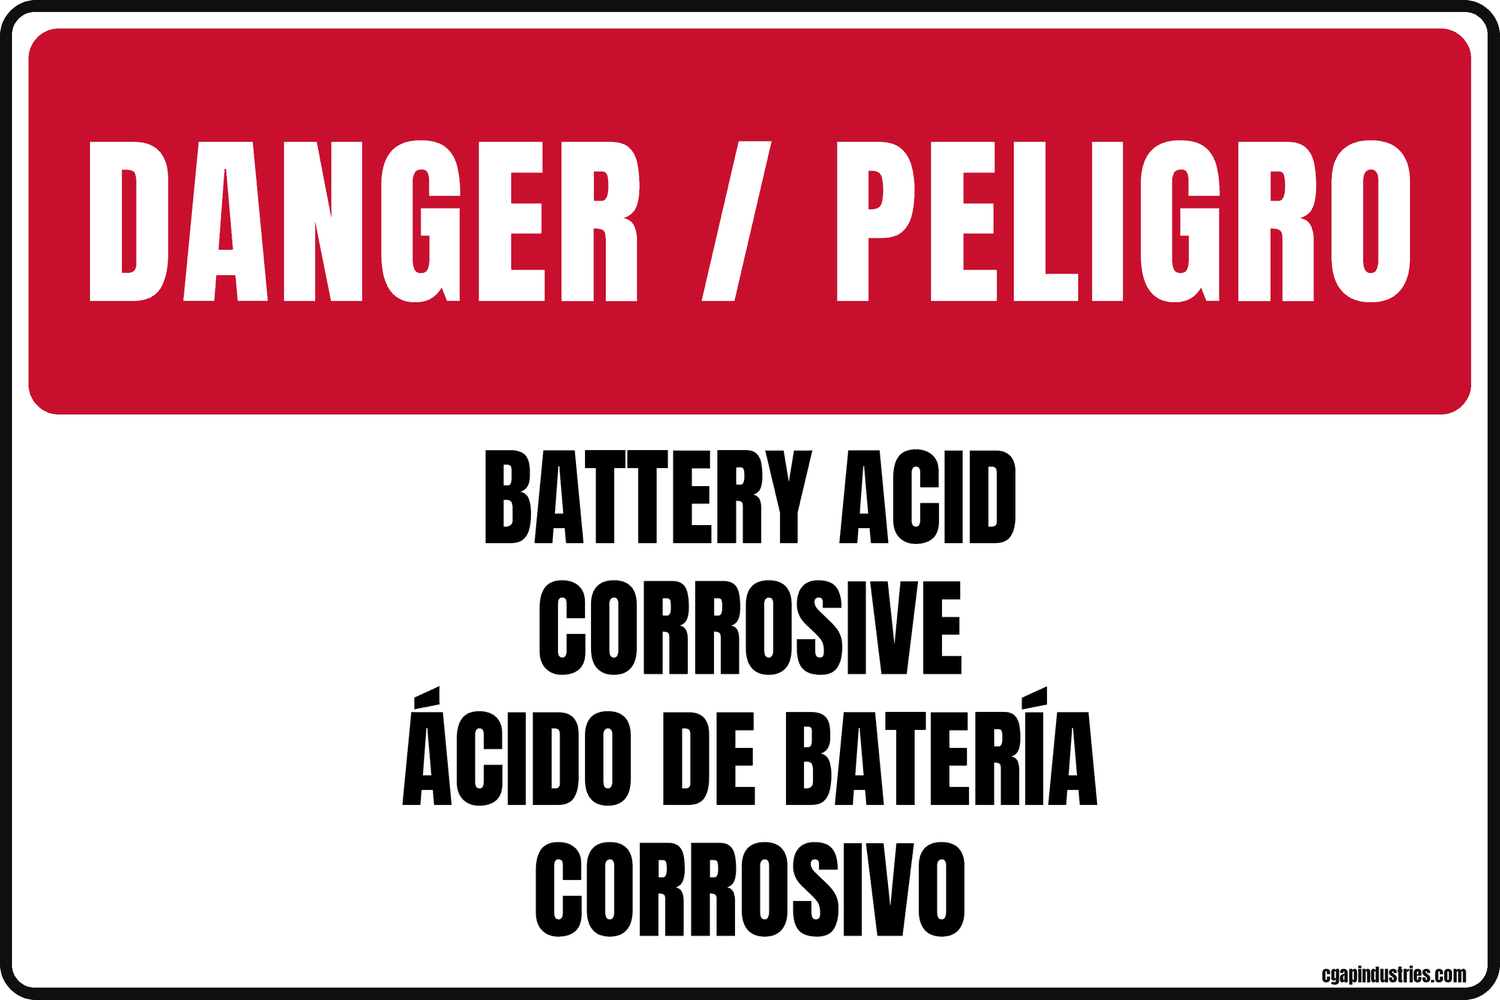 DANGER / PELIGRO
BATTERY ACID
CORROSIVE
ÁCIDO DE BATERÍA
CORROSIVO
cgapindustries.com